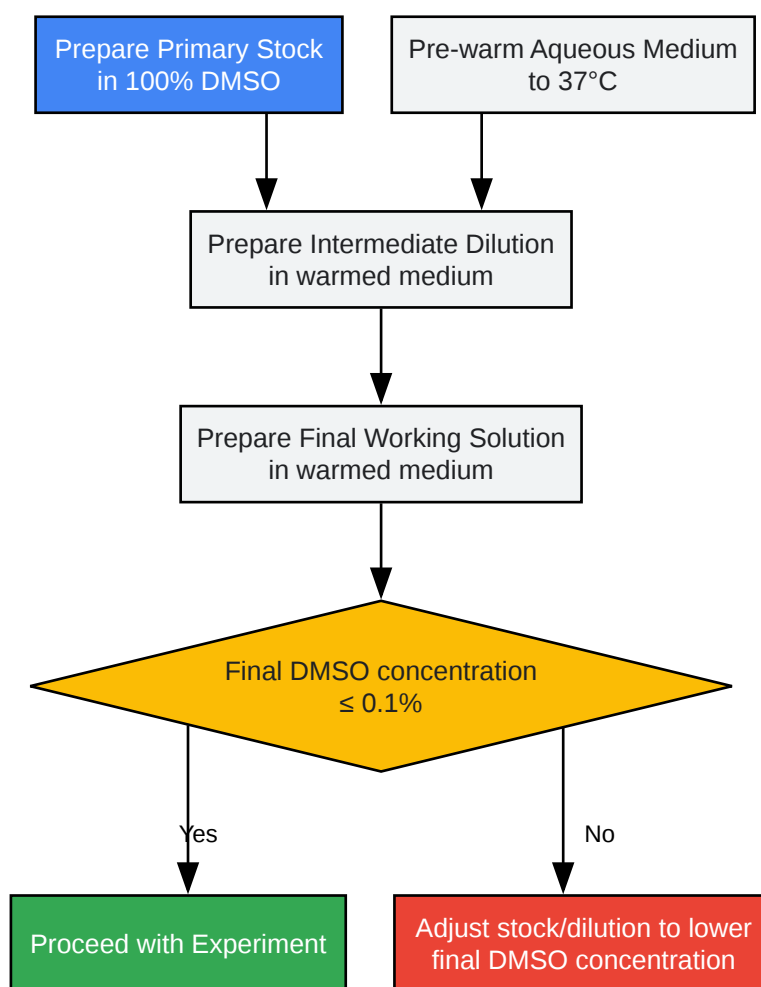 Prepare Primary Stock
in 100% DMSO
Pre-warm Aqueous Medium
to 37°C
Prepare Intermediate Dilution
in warmed medium
Prepare Final Working Solution
in warmed medium
Final DMSO concentration
≤ 0.1%
Yes
No
Proceed with Experiment
Adjust stock/dilution to lower
final DMSO concentration